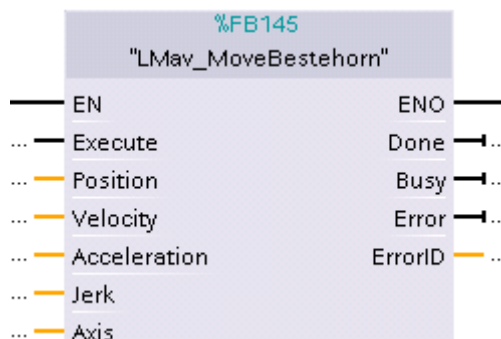 %FB145
"LMav_MoveBestehorn"
EN ENO
... Execute Done ...
... Position Busy ...
... Velocity Error ...
... Acceleration ErrorID ...
... Jerk
... Axis